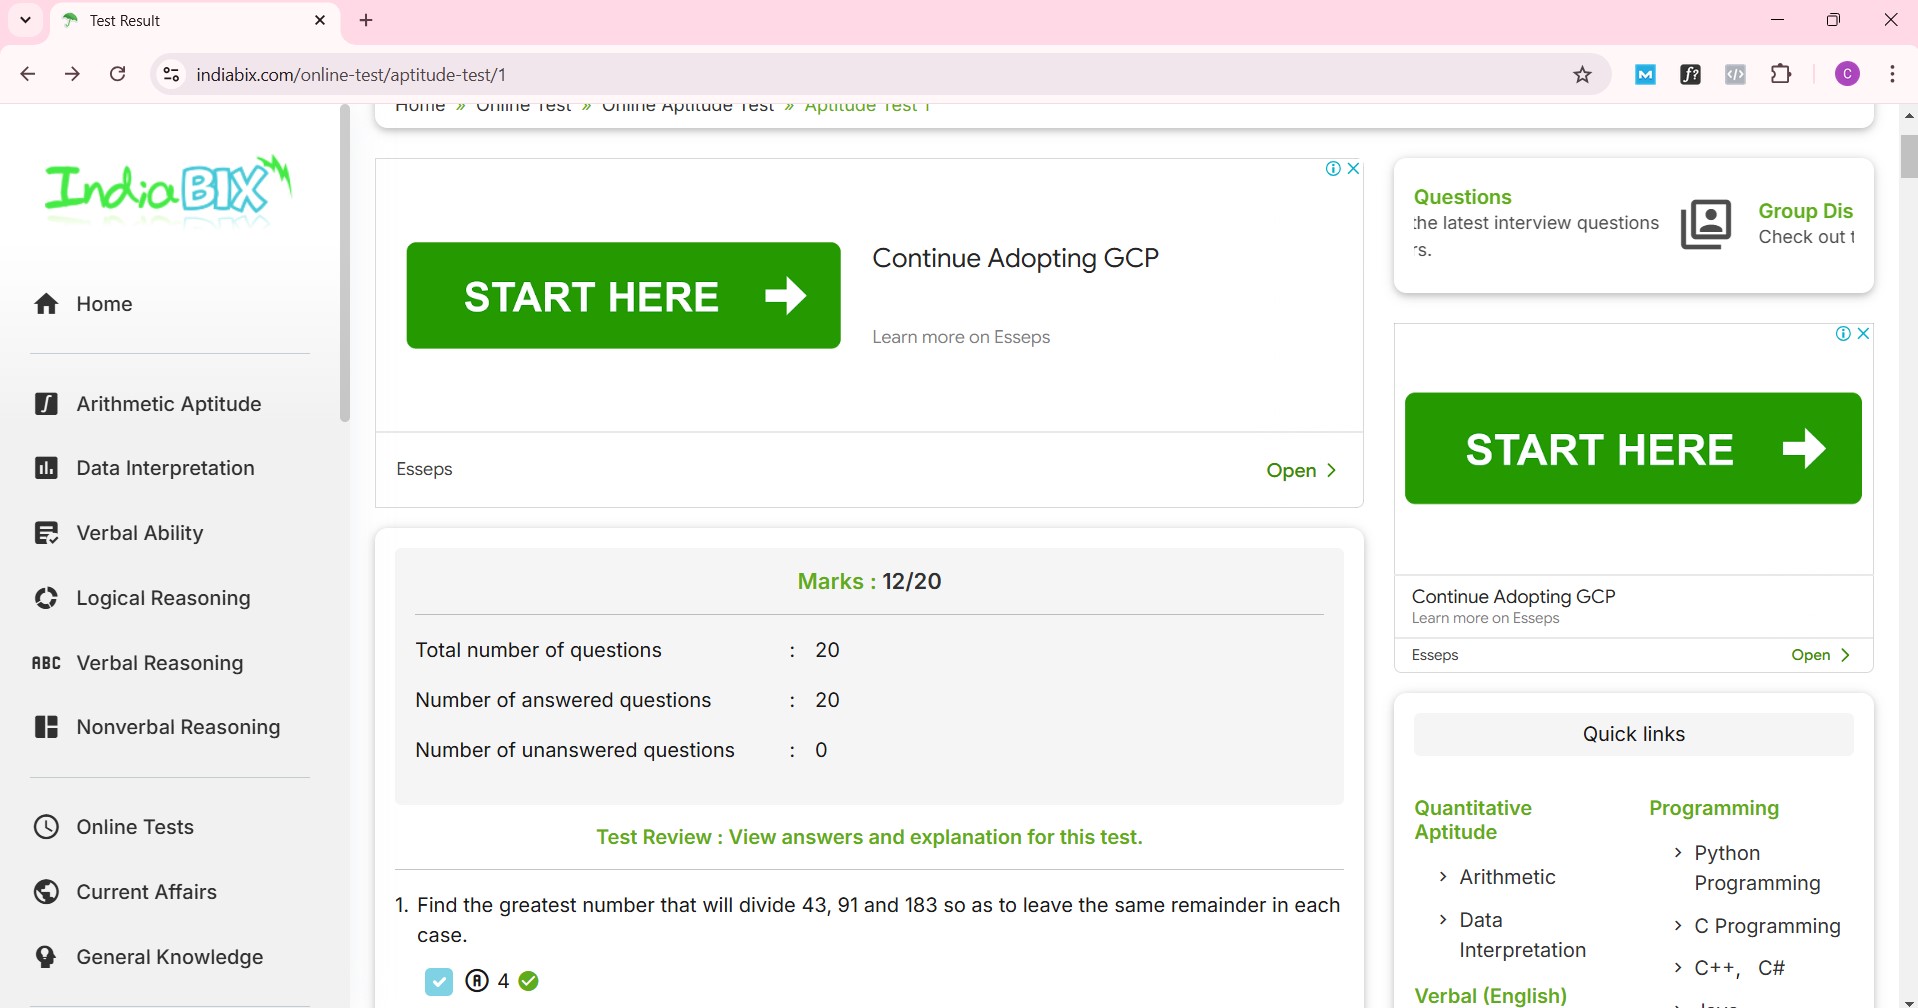 Test Result
indiabix.com/online-test/aptitude-test/1
C
Home » Online Test » Online Aptitude Test » Aptitude Test 1
IndiaBIX
Home
Arithmetic Aptitude
Data Interpretation
Verbal Ability
Logical Reasoning
ABC Verbal Reasoning
Nonverbal Reasoning
Online Tests
Current Affairs
General Knowledge
START HERE
Continue Adopting GCP
Learn more on Esseps
Esseps
Open
Marks : 12/20
Total number of questions : 20
Number of answered questions : 20
Number of unanswered questions : 0
Test Review : View answers and explanation for this test.
1. Find the greatest number that will divide 43, 91 and 183 so as to leave the same remainder in each
case.
A 4
Questions
the latest interview questions
rs.
Group Dis
Check out t
START HERE
Continue Adopting GCP
Learn more on Esseps
Esseps
Open
Quick links
Quantitative
Aptitude
Arithmetic
Data
Interpretation
Verbal (English)
Programming
Python
Programming
C Programming
C++, C#